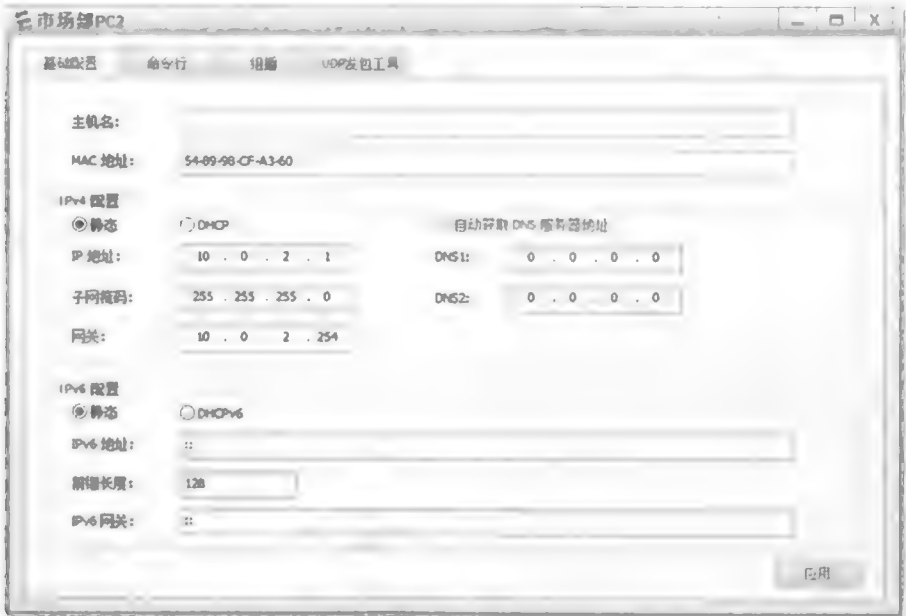 市场部PC2
基础配置 命令行 组播 UDP发包工具
主机名:
MAC 地址: 54-89-98-CF-A3-60
IPv4 配置
静态 DHCP 自动获取 DNS 服务器地址
IP 地址: 10 . 0 . 2 . 1 DNS1: 0 . 0 . 0 . 0
子网掩码: 255 . 255 . 255 . 0 DNS2: 0 . 0 . 0 . 0
网关: 10 . 0 . 2 . 254
IPv6 配置
静态 DHCPv6
IPv6 地址: ::
前缀长度: 128
IPv6 网关: ::
应用